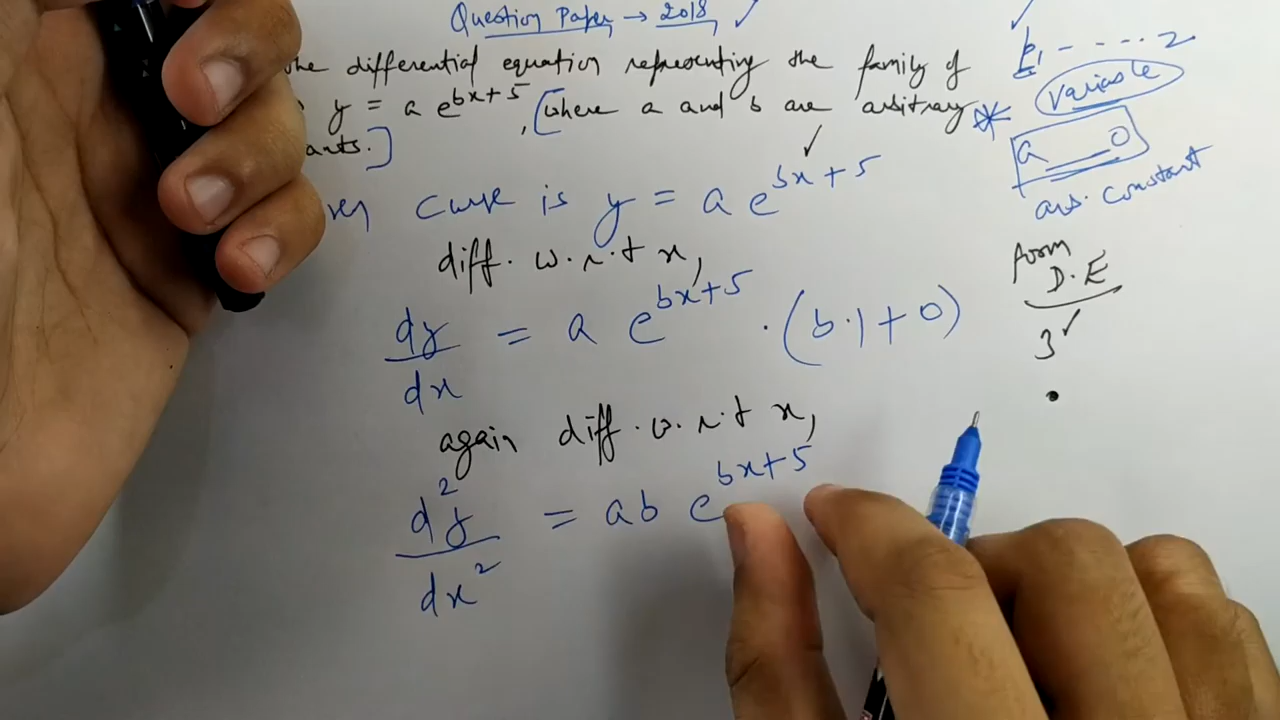 Question Paper → 2018 ✓
the differential equation representing the family of
y = a e^{bx+5}, [where a and b are arbitrary
ants.]
curve is y = a e^{bx+5}
diff. w.r.t x,
dy/dx = a e^{bx+5} · (b·1+0)
again diff. w.r.t x,
d²y/dx² = ab e^{bx+5}
Variable
a 0
arb. constant
form
D.E
3 ✓